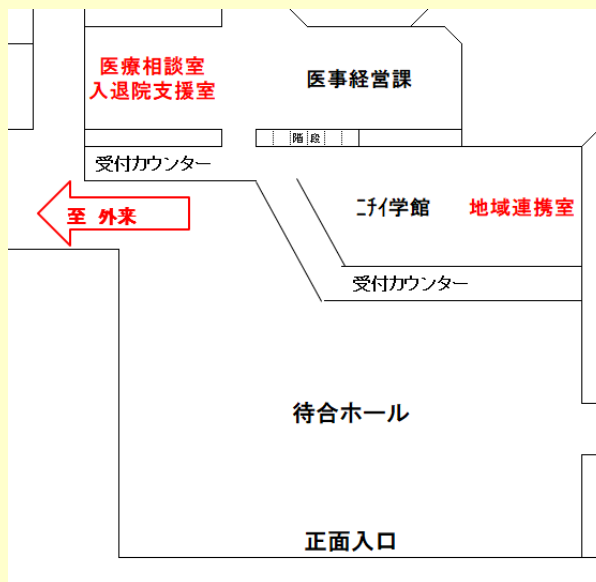 医療相談室
入退院支援室
医事経営課
階段
受付カウンター
至 外来
ニチイ学館
地域連携室
受付カウンター
待合ホール
正面入口